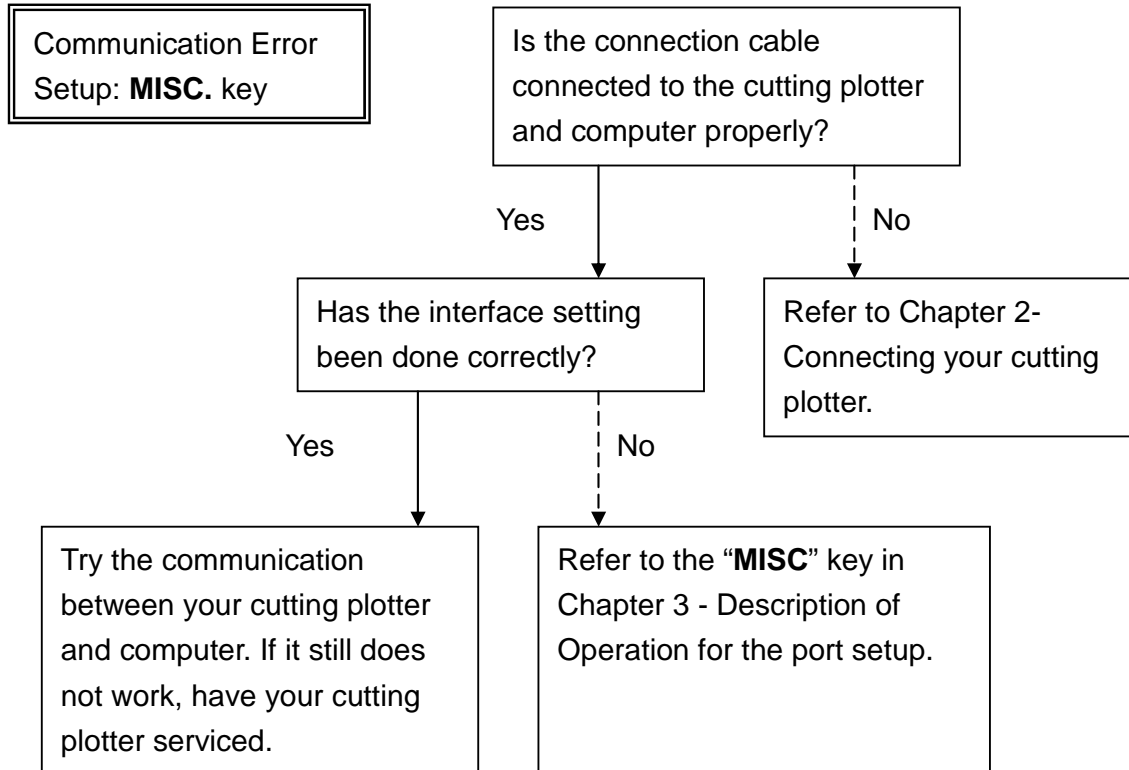 Communication Error
Setup: MISC. key
Is the connection cable
connected to the cutting plotter
and computer properly?
Yes
No
Has the interface setting
been done correctly?
Refer to Chapter 2-
Connecting your cutting
plotter.
Yes
No
Try the communication
between your cutting plotter
and computer. If it still does
not work, have your cutting
plotter serviced.
Refer to the “MISC” key in
Chapter 3 - Description of
Operation for the port setup.